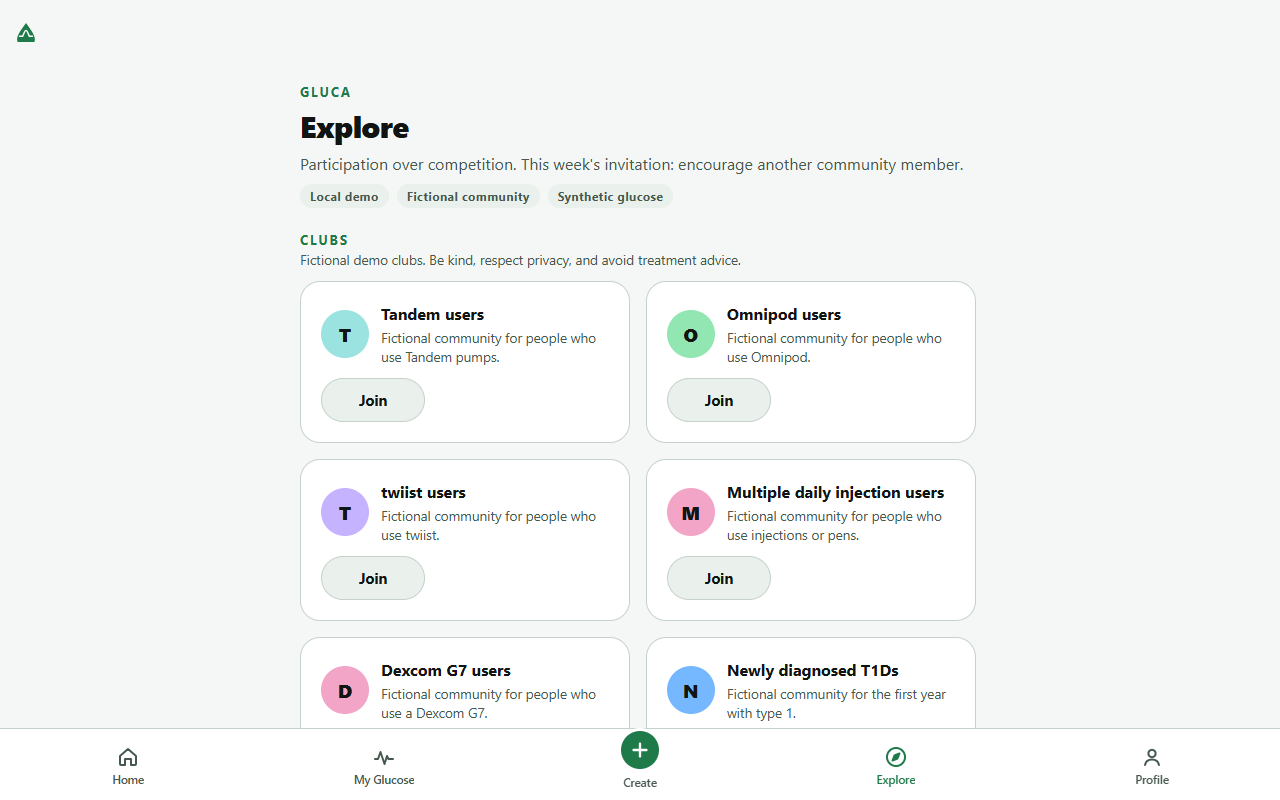 GLUCA
Explore
Participation over competition. This week's invitation: encourage another community member.
Local demo
Fictional community
Synthetic glucose
CLUBS
Fictional demo clubs. Be kind, respect privacy, and avoid treatment advice.
T
Tandem users
Fictional community for people who
use Tandem pumps.
Join
O
Omnipod users
Fictional community for people who
use Omnipod.
Join
T
twiist users
Fictional community for people who
use twiist.
Join
M
Multiple daily injection users
Fictional community for people who
use injections or pens.
Join
D
Dexcom G7 users
Fictional community for people who
use a Dexcom G7.
N
Newly diagnosed T1Ds
Fictional community for the first year
with type 1.
Home
My Glucose
Create
Explore
Profile